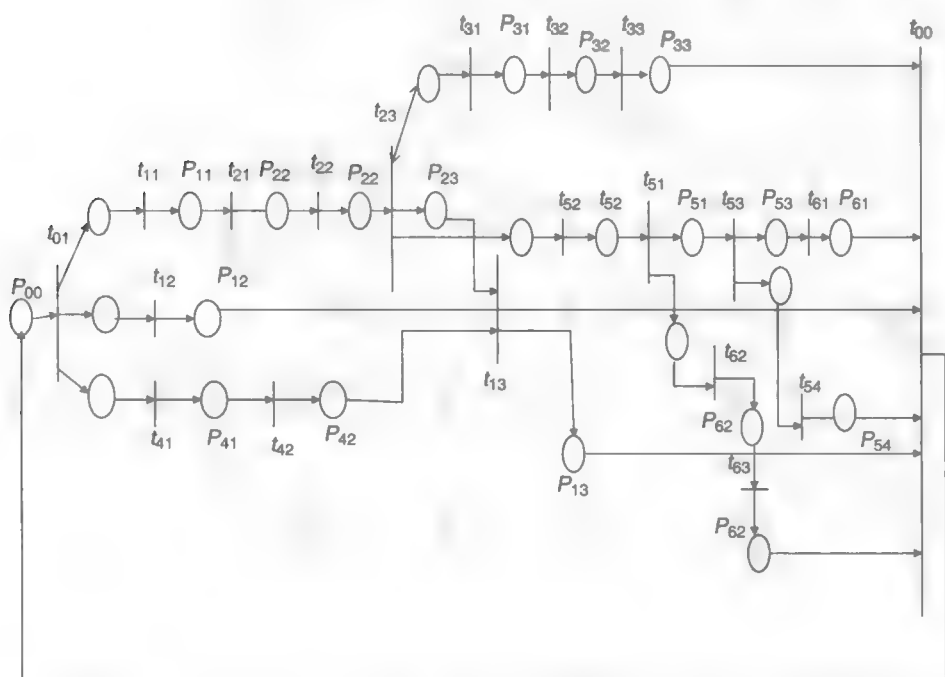 t31 P31 t32 P32 t33 P33 t00
t23
t11 P11 t21 P22 t22 P22 P23 t52 t52 t51 P51 t53 P53 t61 P61
t01
P00 t12 P12
t13 t62 t54
t41 P41 t42 P42 P62 P54
P13 t63
P62